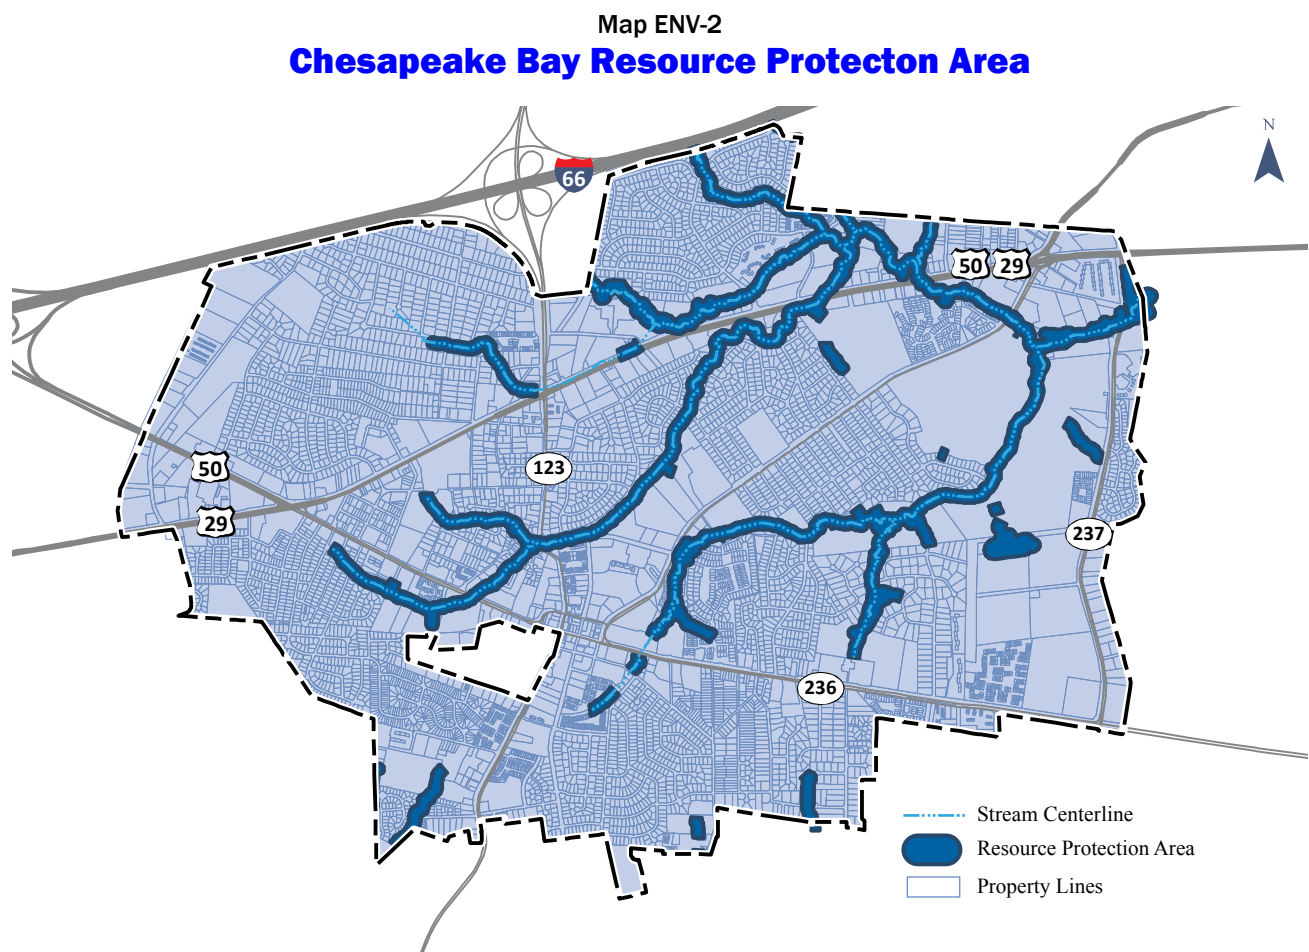 Map ENV-2
Chesapeake Bay Resource Protecton Area
N
66
50 29
50
123
29
237
236
Stream Centerline
Resource Protection Area
Property Lines